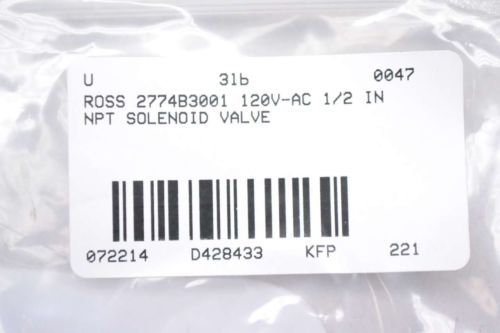 U 31b 0047
ROSS 2774B3001 120V-AC 1/2 IN
NPT SOLENOID VALVE
072214 D428433 KFP 221